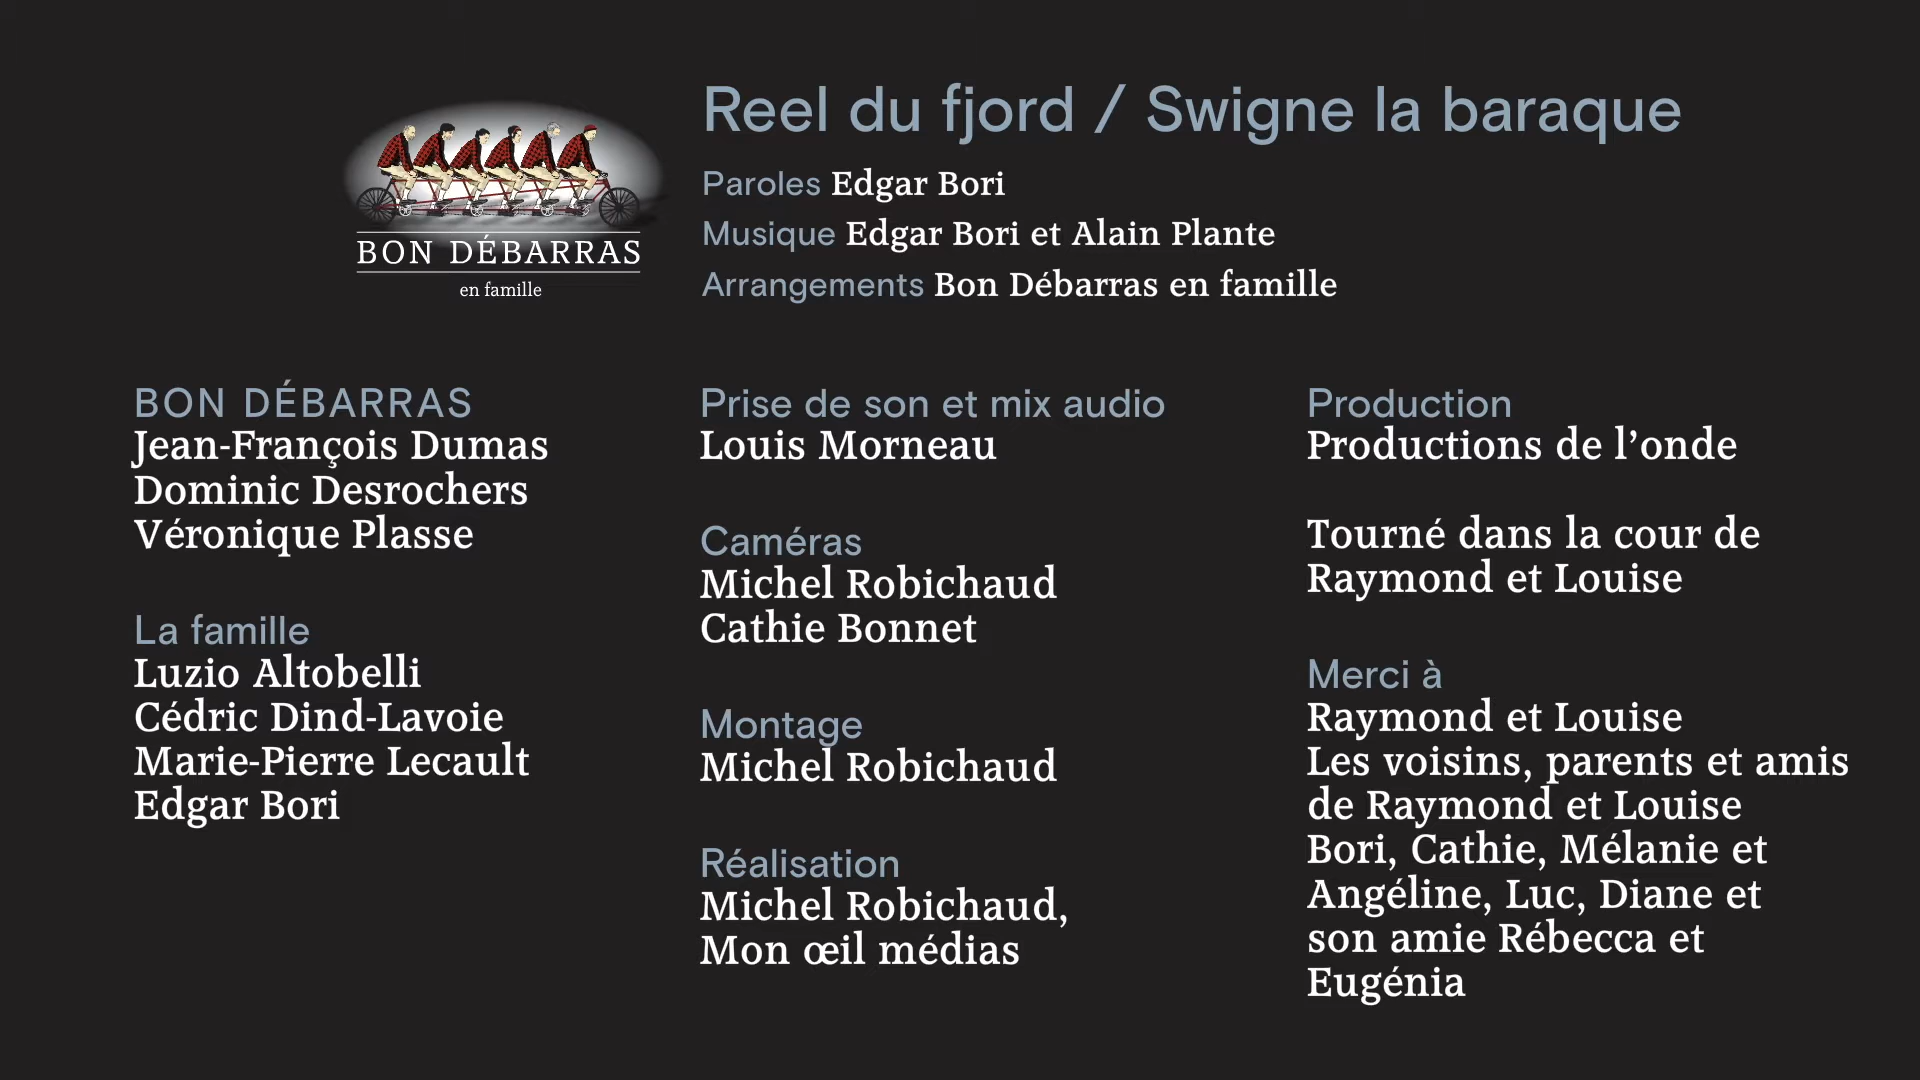 BON DÉBARRAS
en famille
Reel du fjord / Swigne la baraque
Paroles Edgar Bori
Musique Edgar Bori et Alain Plante
Arrangements Bon Débarras en famille
BON DÉBARRAS
Jean-François Dumas
Dominic Desrochers
Véronique Plasse
La famille
Luzio Altobelli
Cédric Dind-Lavoie
Marie-Pierre Lecault
Edgar Bori
Prise de son et mix audio
Louis Morneau
Caméras
Michel Robichaud
Cathie Bonnet
Montage
Michel Robichaud
Réalisation
Michel Robichaud,
Mon œil médias
Production
Productions de l’onde
Tourné dans la cour de
Raymond et Louise
Merci à
Raymond et Louise
Les voisins, parents et amis
de Raymond et Louise
Bori, Cathie, Mélanie et
Angéline, Luc, Diane et
son amie Rébecca et
Eugénia